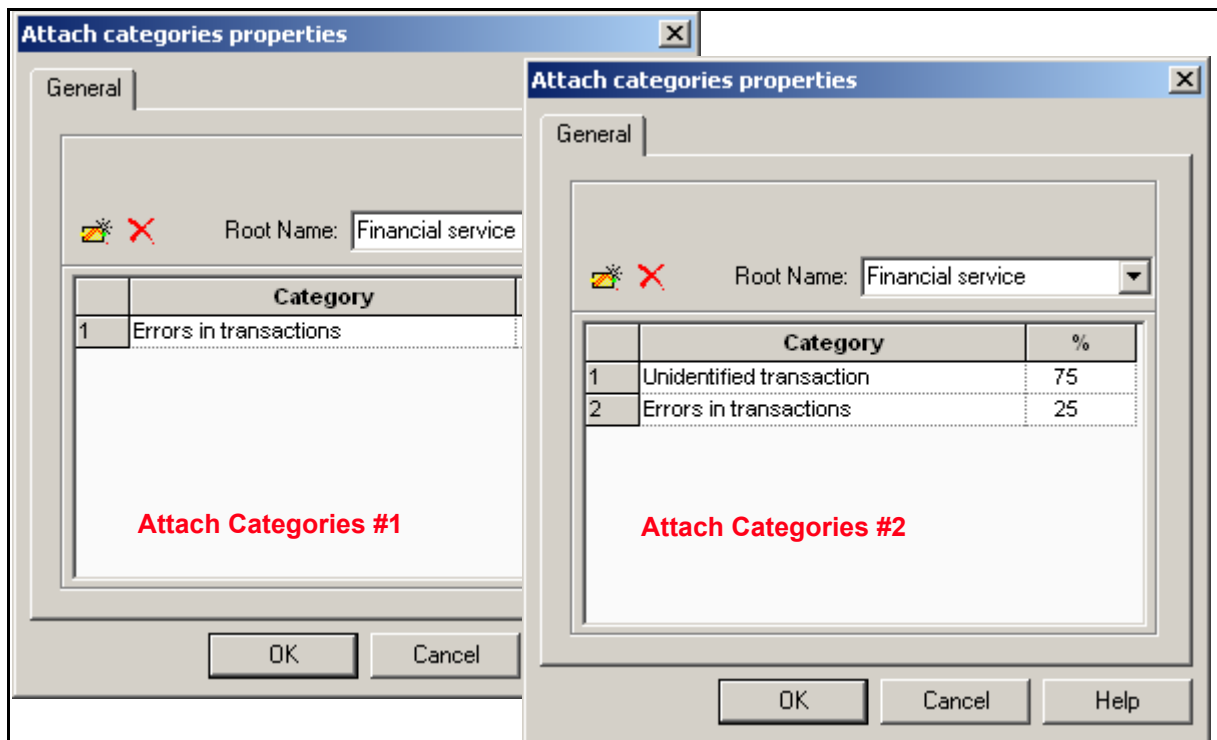 Attach categories properties
General
Root Name: Financial service
Category
1 Errors in transactions
Attach Categories #1
OK Cancel
Attach categories properties
General
Root Name: Financial service
Category %
1 Unidentified transaction 75
2 Errors in transactions 25
Attach Categories #2
OK Cancel Help